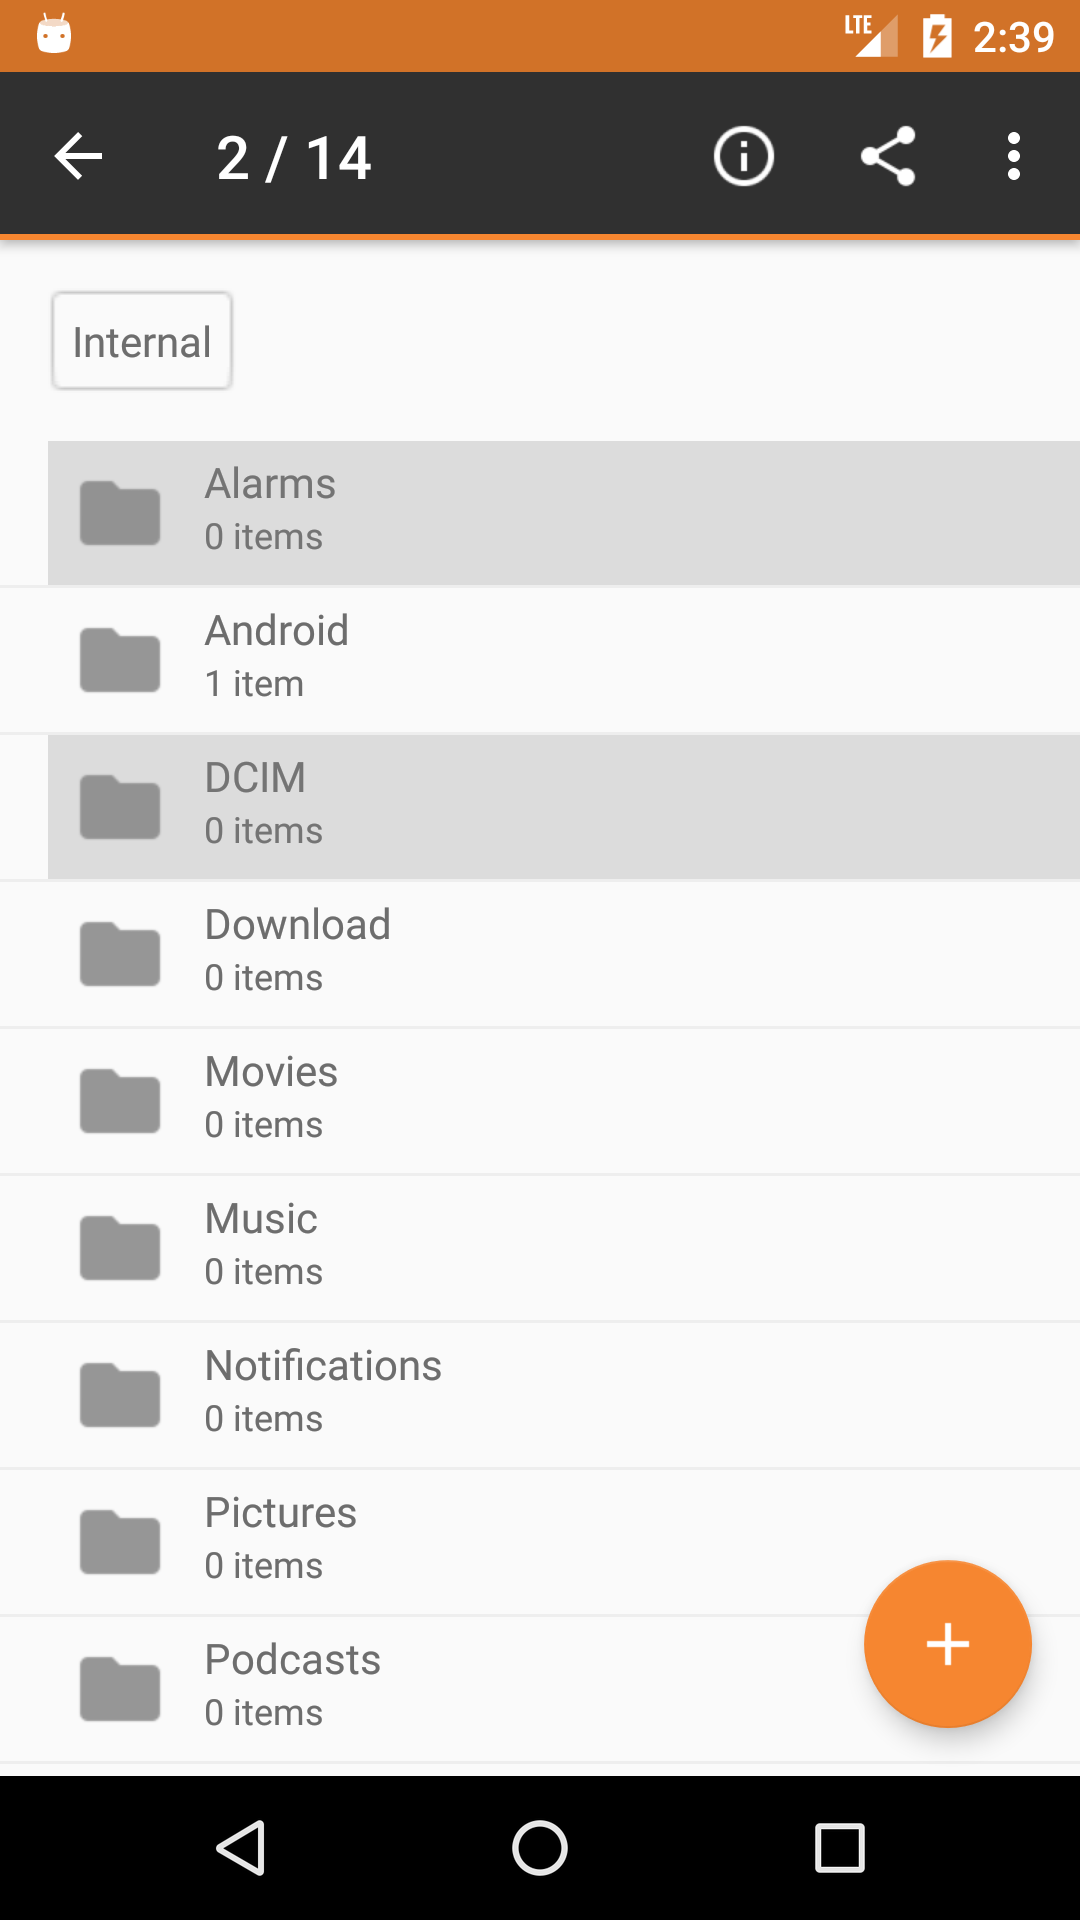 LTE 2:39
2 / 14
Internal
Alarms
0 items
Android
1 item
DCIM
0 items
Download
0 items
Movies
0 items
Music
0 items
Notifications
0 items
Pictures
0 items
Podcasts
0 items